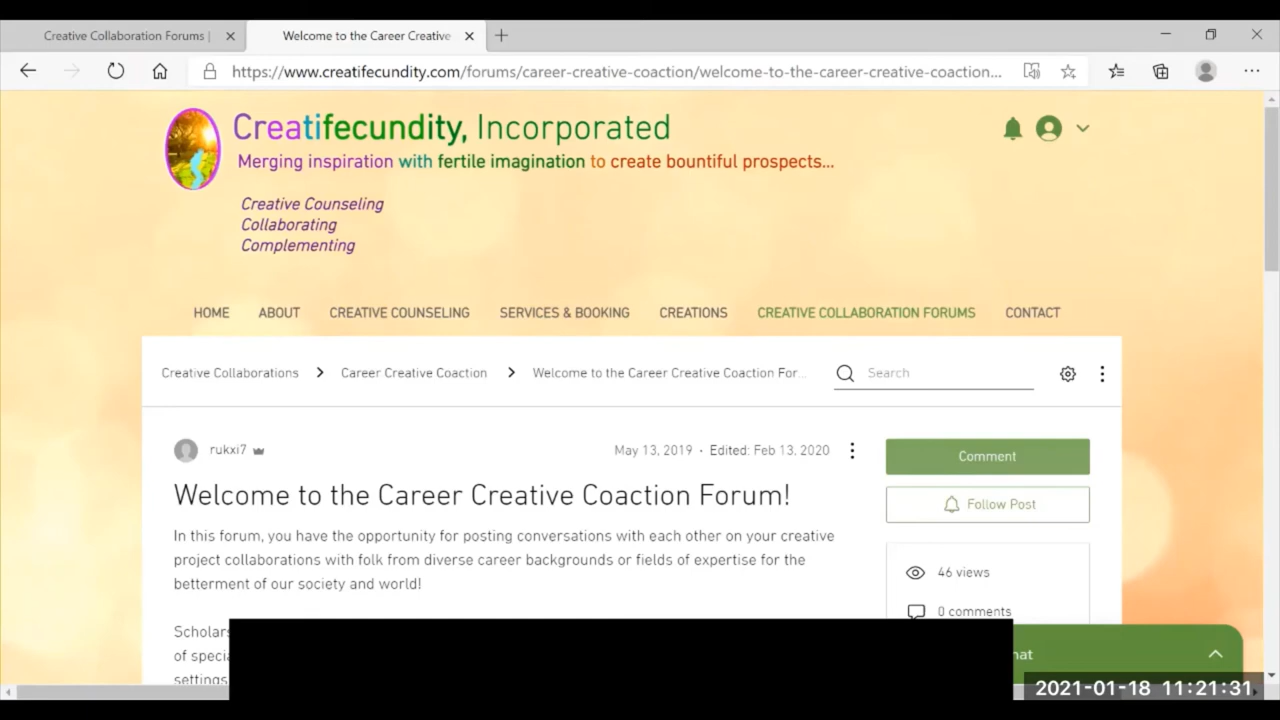 Creative Collaboration Forums |
Welcome to the Career Creative
https://www.creatifecundity.com/forums/career-creative-coaction/welcome-to-the-career-creative-coaction...
Creatifecundity, Incorporated
Merging inspiration with fertile imagination to create bountiful prospects...
Creative Counseling
Collaborating
Complementing
HOME ABOUT CREATIVE COUNSELING SERVICES & BOOKING CREATIONS CREATIVE COLLABORATION FORUMS CONTACT
Creative Collaborations > Career Creative Coaction > Welcome to the Career Creative Coaction For... Search
rukxi7 May 13, 2019 · Edited: Feb 13, 2020
Comment
Welcome to the Career Creative Coaction Forum!
Follow Post
In this forum, you have the opportunity for posting conversations with each other on your creative
project collaborations with folk from diverse career backgrounds or fields of expertise for the
betterment of our society and world!
46 views
0 comments
of
settings
2021-01-18 11:21:31